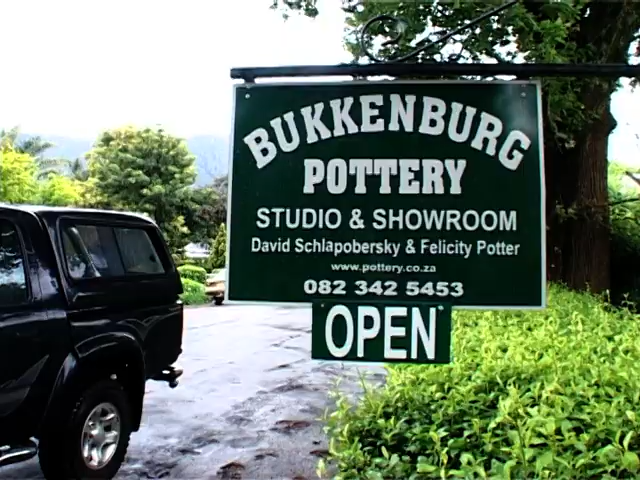 BUKKENBURG
POTTERY
STUDIO & SHOWROOM
David Schlapobersky & Felicity Potter
www.pottery.co.za
082 342 5453
OPEN